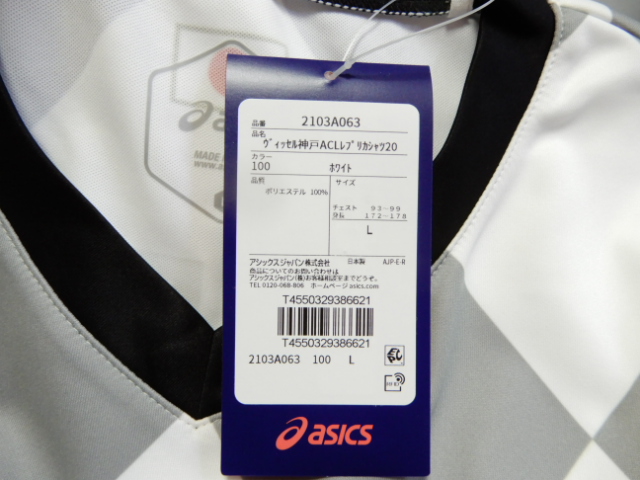 asics
MADE
品番 2103A063
品名 ヴィッセル神戸ACLレプリカシャツ20
カラー
100 ホワイト
品質 サイズ
ポリエステル 100%
チェスト 93-99
身長 172-178
L
アシックスジャパン株式会社 日本製 AJP-E-R
商品についてのお問い合わせは
アシックスジャパン(株)お客様相談室までどうぞ。
TEL 0120-068-806 ホームページ asics.com
T4550329386621
T4550329386621
2103A063 100 L
asics